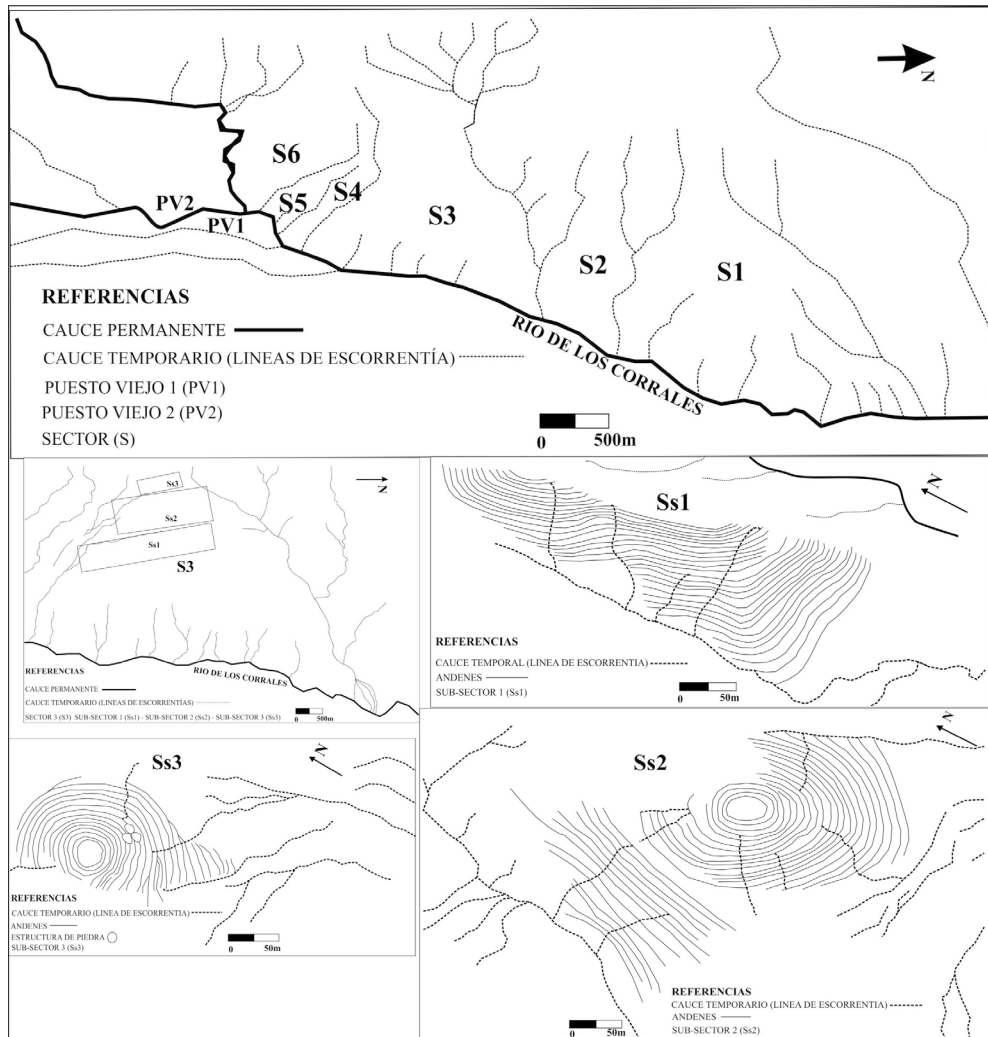 N
S6
S4
S5
S3
PV2
PV1
S2
S1
RIO DE LOS CORRALES
REFERENCIAS
CAUCE PERMANENTE
CAUCE TEMPORARIO (LINEAS DE ESCORRENTÍA)
PUESTO VIEJO 1 (PV1)
PUESTO VIEJO 2 (PV2)
SECTOR (S)
0 500m
N
Ss3
Ss2
Ss1
S3
RIO DE LOS CORRALES
REFERENCIAS
CAUCE PERMANENTE
CAUCE TEMPORARIO (LINEAS DE ESCORRENTÍAS)
SECTOR 3 (S3) SUB-SECTOR 1 (Ss1) - SUB-SECTOR 2 (Ss2) - SUB-SECTOR 3 (Ss3)
0 500m
Ss1
N
REFERENCIAS
CAUCE TEMPORAL (LINEA DE ESCORRENTIA)
ANDENES
SUB-SECTOR 1 (Ss1)
0 50m
Ss3
N
REFERENCIAS
CAUCE TEMPORARIO (LINEA DE ESCORRENTIA)
ANDENES
ESTRUCTURA DE PIEDRA
SUB-SECTOR 3 (Ss3)
0 50m
Ss2
N
REFERENCIAS
CAUCE TEMPORARIO (LINEA DE ESCORRENTIA)
ANDENES
SUB-SECTOR 2 (Ss2)
0 50m